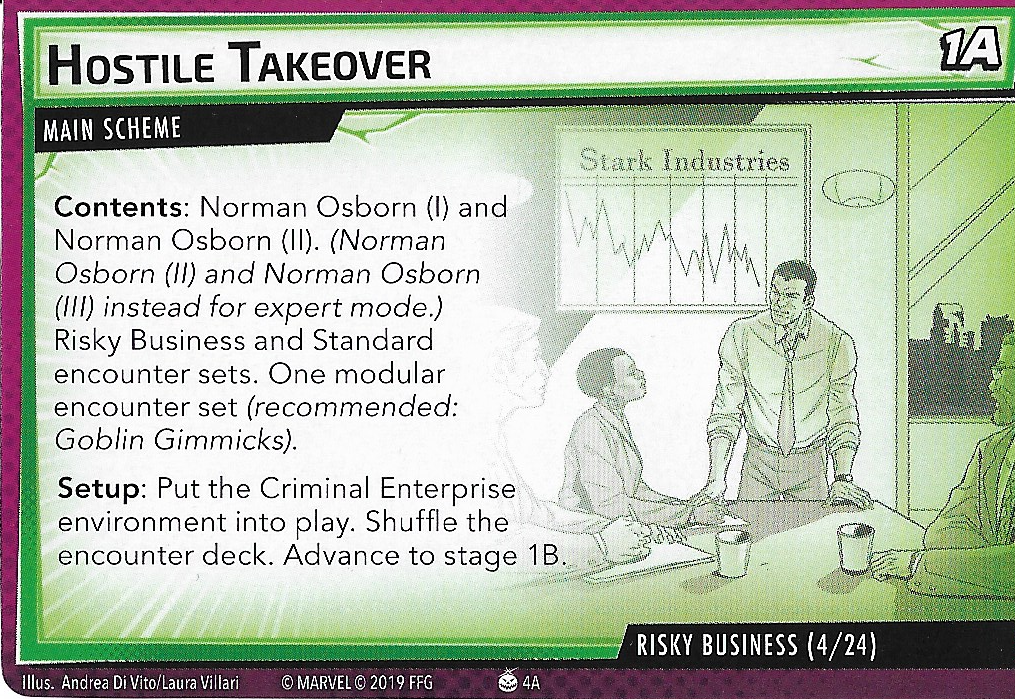 HOSTILE TAKEOVER
1A
MAIN SCHEME
Stark Industries
Contents: Norman Osborn (I) and
Norman Osborn (II). (Norman
Osborn (II) and Norman Osborn
(III) instead for expert mode.)
Risky Business and Standard
encounter sets. One modular
encounter set (recommended:
Goblin Gimmicks).
Setup: Put the Criminal Enterprise
environment into play. Shuffle the
encounter deck. Advance to stage 1B.
RISKY BUSINESS (4/24)
Illus. Andrea Di Vito/Laura Villari
© MARVEL © 2019 FFG
4A